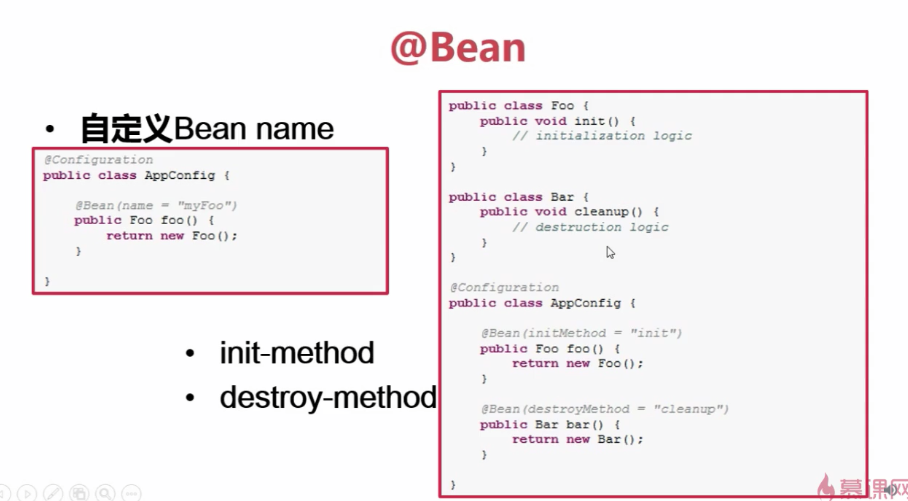 @Bean
• 自定义Bean name
@Configuration
public class AppConfig {
@Bean(name = "myFoo")
public Foo foo() {
return new Foo();
}
}
• init-method
• destroy-method
public class Foo {
public void init() {
// initialization logic
}
}
public class Bar {
public void cleanup() {
// destruction logic
}
}
@Configuration
public class AppConfig {
@Bean(initMethod = "init")
public Foo foo() {
return new Foo();
}
@Bean(destroyMethod = "cleanup")
public Bar bar() {
return new Bar();
}
}
慕课网